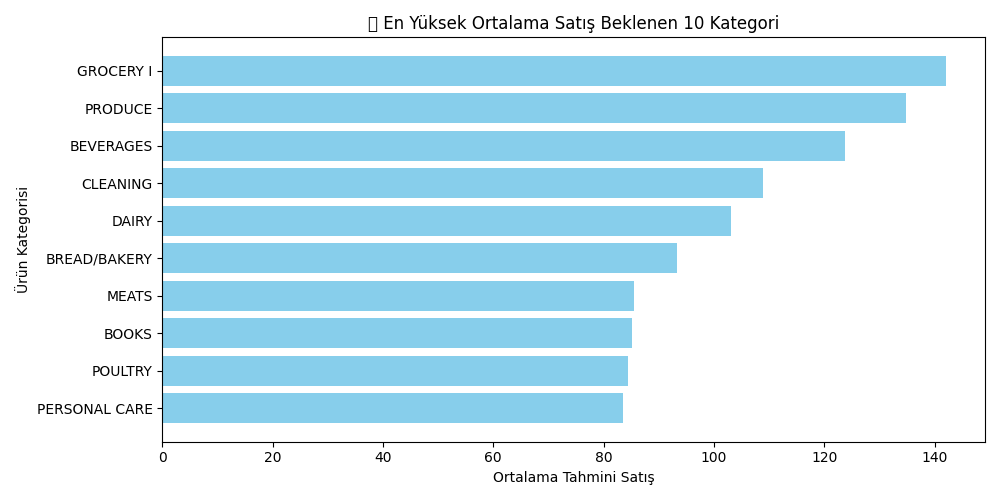 En Yüksek Ortalama Satış Beklenen 10 Kategori
Ürün Kategorisi
GROCERY I
PRODUCE
BEVERAGES
CLEANING
DAIRY
BREAD/BAKERY
MEATS
BOOKS
POULTRY
PERSONAL CARE
0 20 40 60 80 100 120 140
Ortalama Tahmini Satış